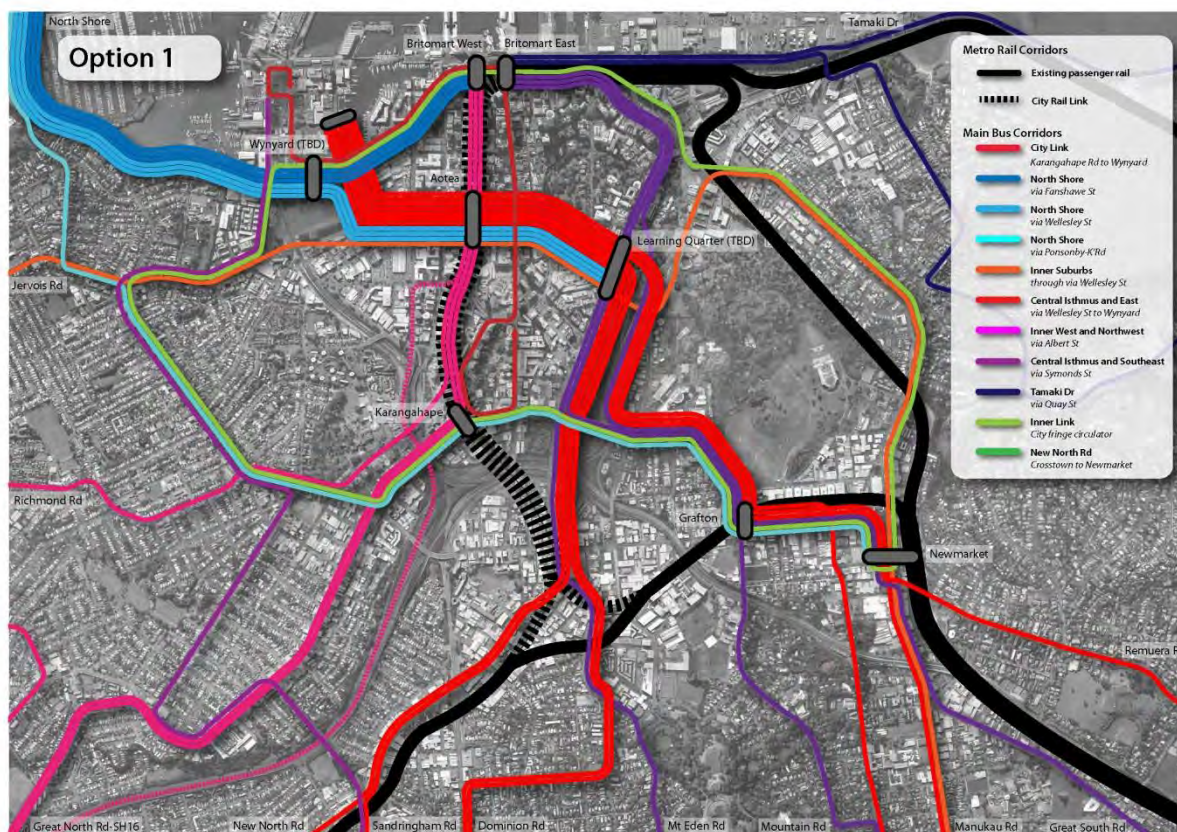 North Shore
Option 1
Britomart West
Britomart East
Tamaki Dr
Wynyard (TBD)
Aotea
Learning Quarter (TBD)
Jervois Rd
Karangahape
Richmond Rd
Grafton
Newmarket
Remuera R
Great North Rd-SH16
New North Rd
Sandringham Rd
Dominion Rd
Mt Eden Rd
Mountain Rd
Manukau Rd
Great South Rd
Metro Rail Corridors
Existing passenger rail
City Rail Link
Main Bus Corridors
City Link
Karangahape Rd to Wynyard
North Shore
via Fanshawe St
North Shore
via Wellesley St
North Shore
via Ponsonby-K'Rd
Inner Suburbs
through via Wellesley St
Central Isthmus and East
via Wellesley St to Wynyard
Inner West and Northwest
via Albert St
Central Isthmus and Southeast
via Symonds St
Tamaki Dr
via Quay St
Inner Link
City fringe circulator
New North Rd
Crosstown to Newmarket